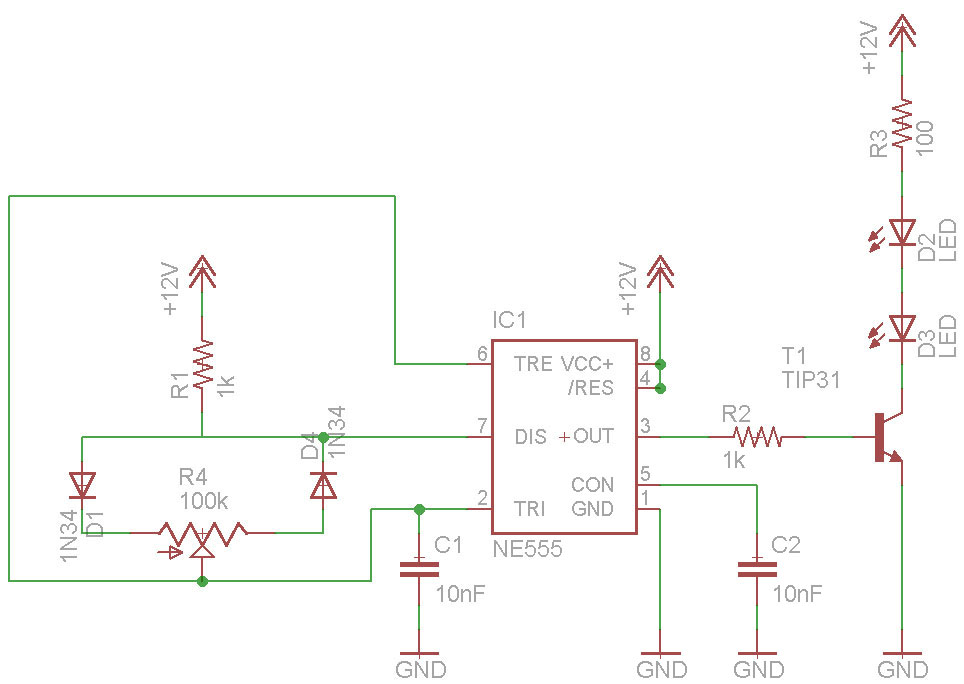 +12V
R3
100
D2
LED
D3
LED
+12V
R1
1k
+12V
IC1
6
TRE
VCC+
8
/RES
4
7
DIS
+OUT
3
2
TRI
CON
5
GND
1
NE555
D4
1N34
R4
100k
1N34
D1
C1
10nF
R2
1k
T1
TIP31
C2
10nF
GND
GND
GND
GND